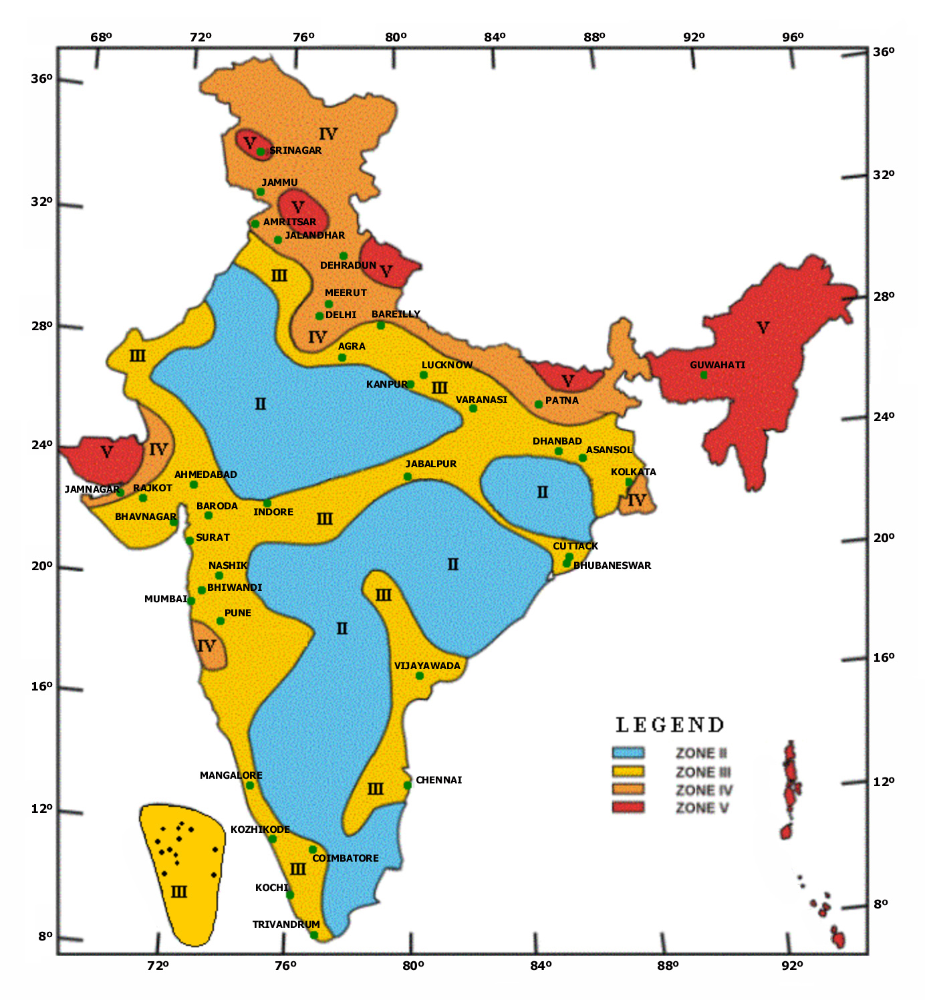 68º 72º 76º 80º 84º 88º 92º 96º
36º
36º
IV
V
SRINAGAR
32º
JAMMU
32º
V
AMRITSAR
JALANDHAR
DEHRADUN
V
III
MEERUT
28º
DELHI
BAREILLY
28º
V
IV
AGRA
III
LUCKNOW
GUWAHATI
KANPUR
III
V
II
VARANASI
PATNA
24º
24º
V
IV
DHANBAD
ASANSOL
JABALPUR
KOLKATA
AHMEDABAD
JAMNAGAR
RAJKOT
II
IV
BARODA
INDORE
BHAVNAGAR
III
SURAT
20º
CUTTACK
20º
NASHIK
II
BHUBANESWAR
BHIWANDI
III
MUMBAI
PUNE
II
IV
16º
VIJAYAWADA
16º
LEGEND
ZONE II
ZONE III
ZONE IV
ZONE V
MANGALORE
CHENNAI
12º
III
12º
KOZHIKODE
COIMBATORE
III
III
KOCHI
8º
TRIVANDRUM
8º
72º 76º 80º 84º 88º 92º